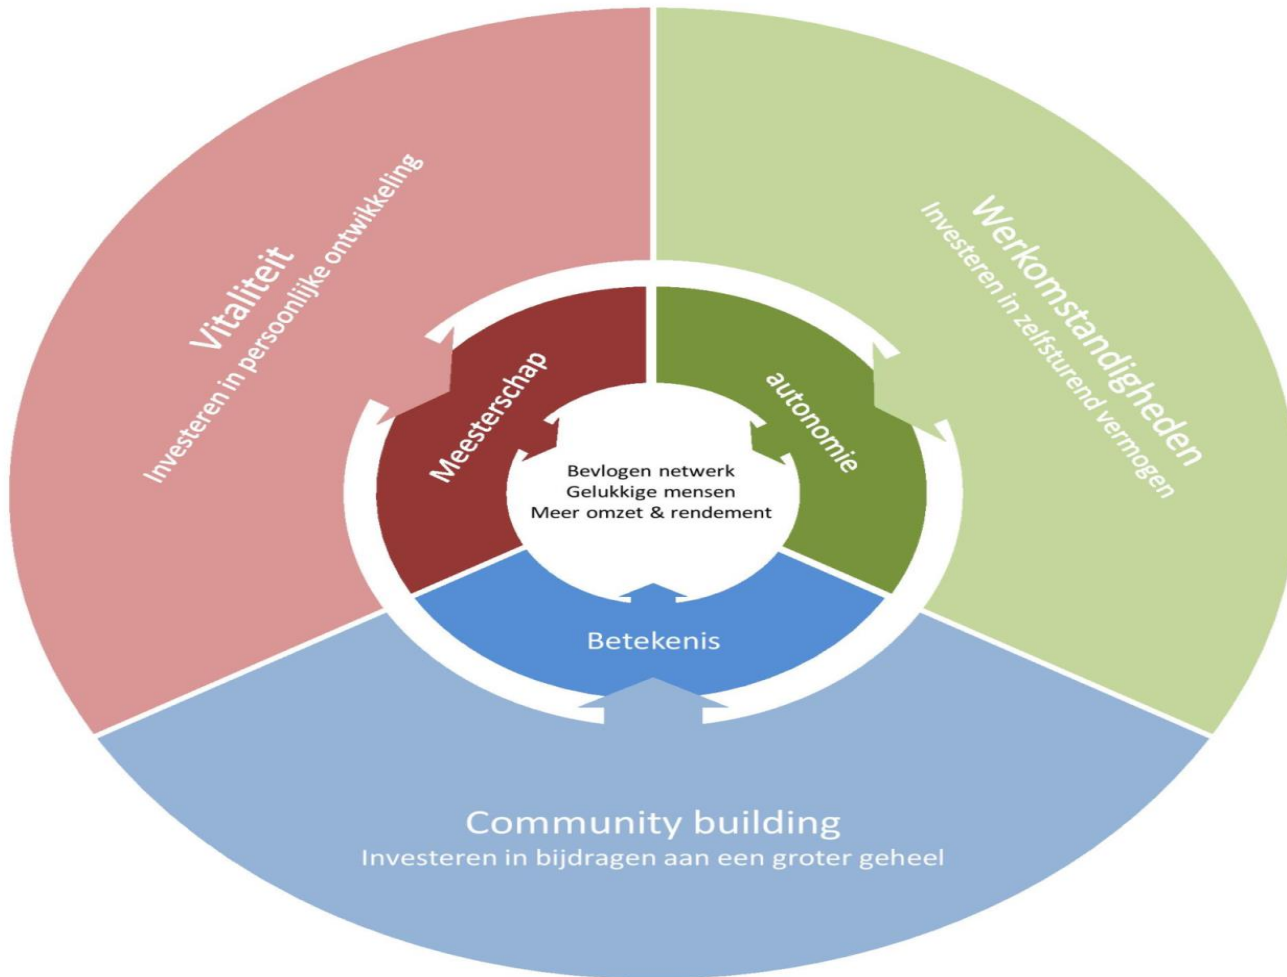 Vitaliteit
Investeren in persoonlijke ontwikkeling
Werkomstandigheden
Investeren in zelfsturend vermogen
Meesterschap
autonomie
Bevlogen netwerk
Gelukkige mensen
Meer omzet & rendement
Betekenis
Community building
Investeren in bijdragen aan een groter geheel